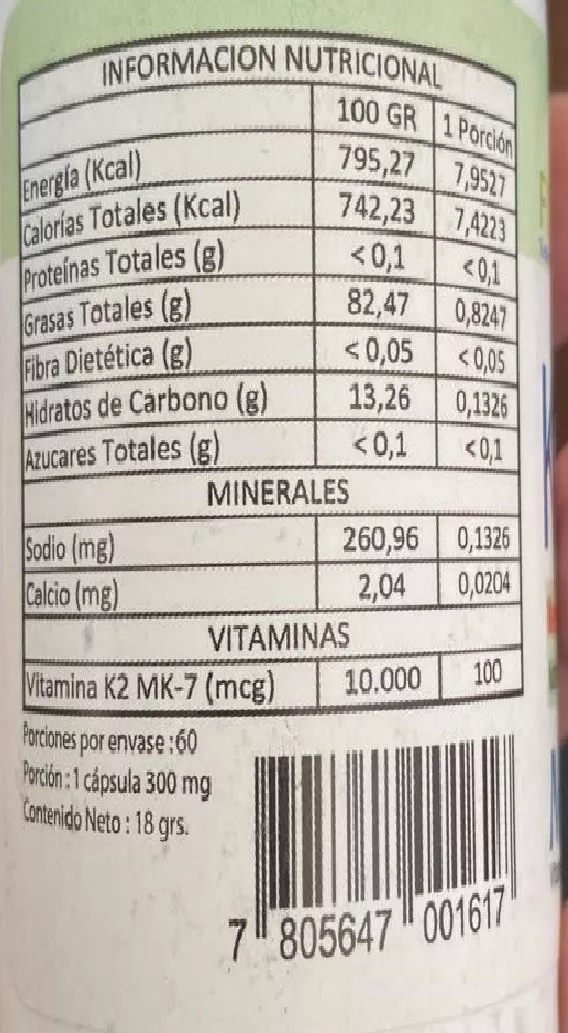 INFORMACION NUTRICIONAL
100 GR 1 Porción
Energía (Kcal) 795,27 7,9527
Calorías Totales (Kcal) 742,23 7,4223
Proteínas Totales (g) <0,1 <0,1
Grasas Totales (g) 82,47 0,8247
Fibra Dietética (g) <0,05 <0,05
Hidratos de Carbono (g) 13,26 0,1326
Azucares Totales (g) <0,1 <0,1
MINERALES
Sodio (mg) 260,96 0,1326
Calcio (mg) 2,04 0,0204
VITAMINAS
Vitamina K2 MK-7 (mcg) 10.000 100
Porciones por envase :60
Porción : 1 cápsula 300 mg
Contenido Neto : 18 grs.
7 805647 001617